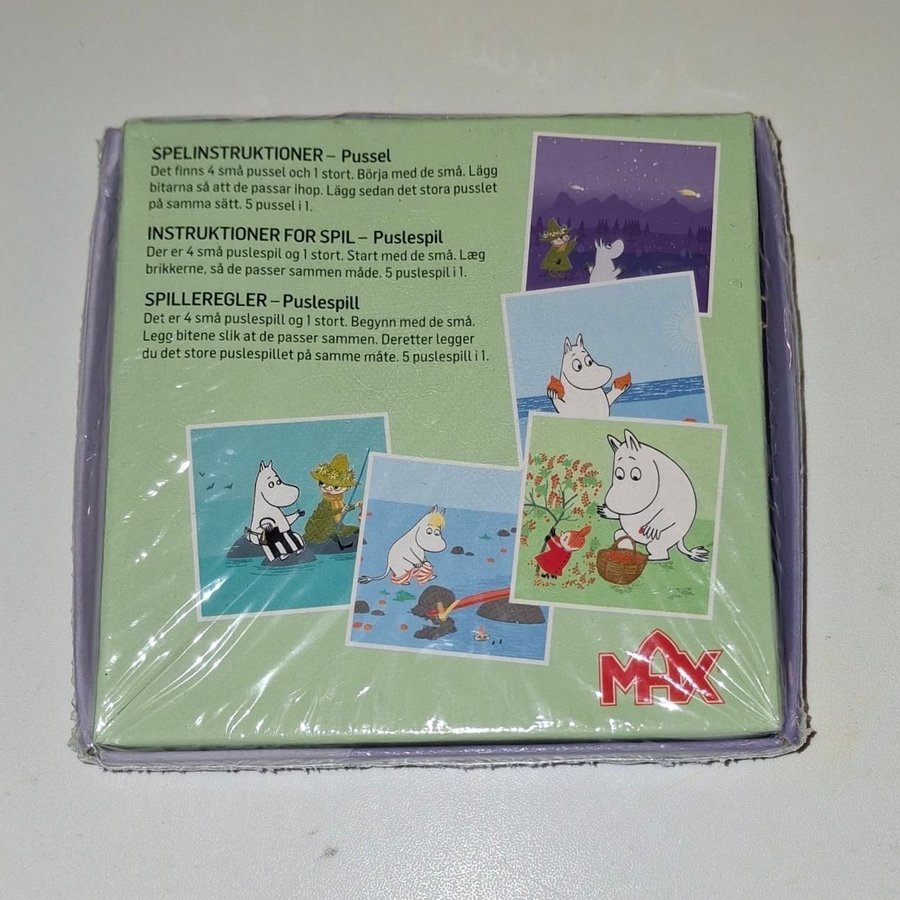 SPELINSTRUKTIONER – Pussel
Det finns 4 små pussel och 1 stort. Börja med de små. Lägg
bitarna så att de passar ihop. Lägg sedan det stora pusslet
på samma sätt. 5 pussel i 1.
INSTRUKTIONER FOR SPIL – Puslespil
Der er 4 små puslespil og 1 stort. Start med de små. Læg
brikkerne, så de passer sammen måde. 5 puslespil i 1.
SPILLEREGLER – Puslespill
Det er 4 små puslespill og 1 stort. Begynn med de små.
Legg bitene slik at de passer sammen. Deretter legger
du det store puslespillet på samme måte. 5 puslespill i 1.
MAX